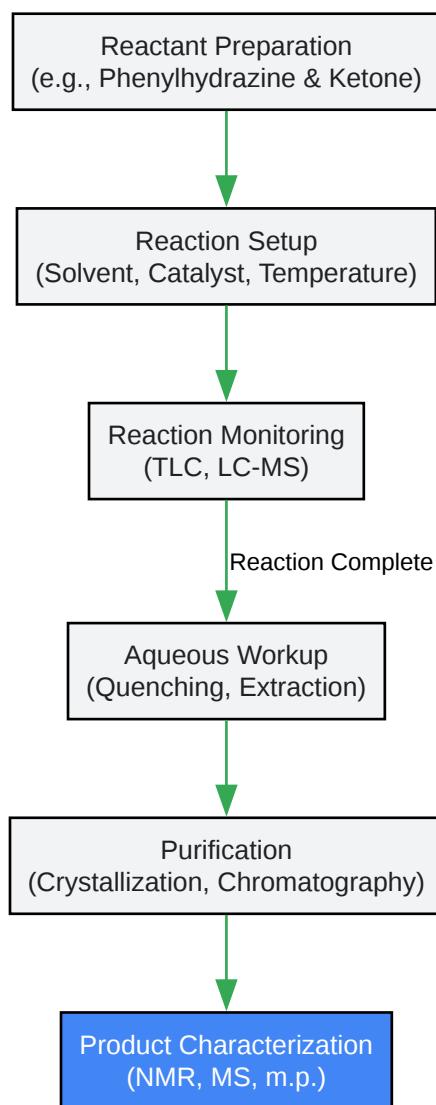 Reactant Preparation
(e.g., Phenylhydrazine & Ketone)
Reaction Setup
(Solvent, Catalyst, Temperature)
Reaction Monitoring
(TLC, LC-MS)
Reaction Complete
Aqueous Workup
(Quenching, Extraction)
Purification
(Crystallization, Chromatography)
Product Characterization
(NMR, MS, m.p.)